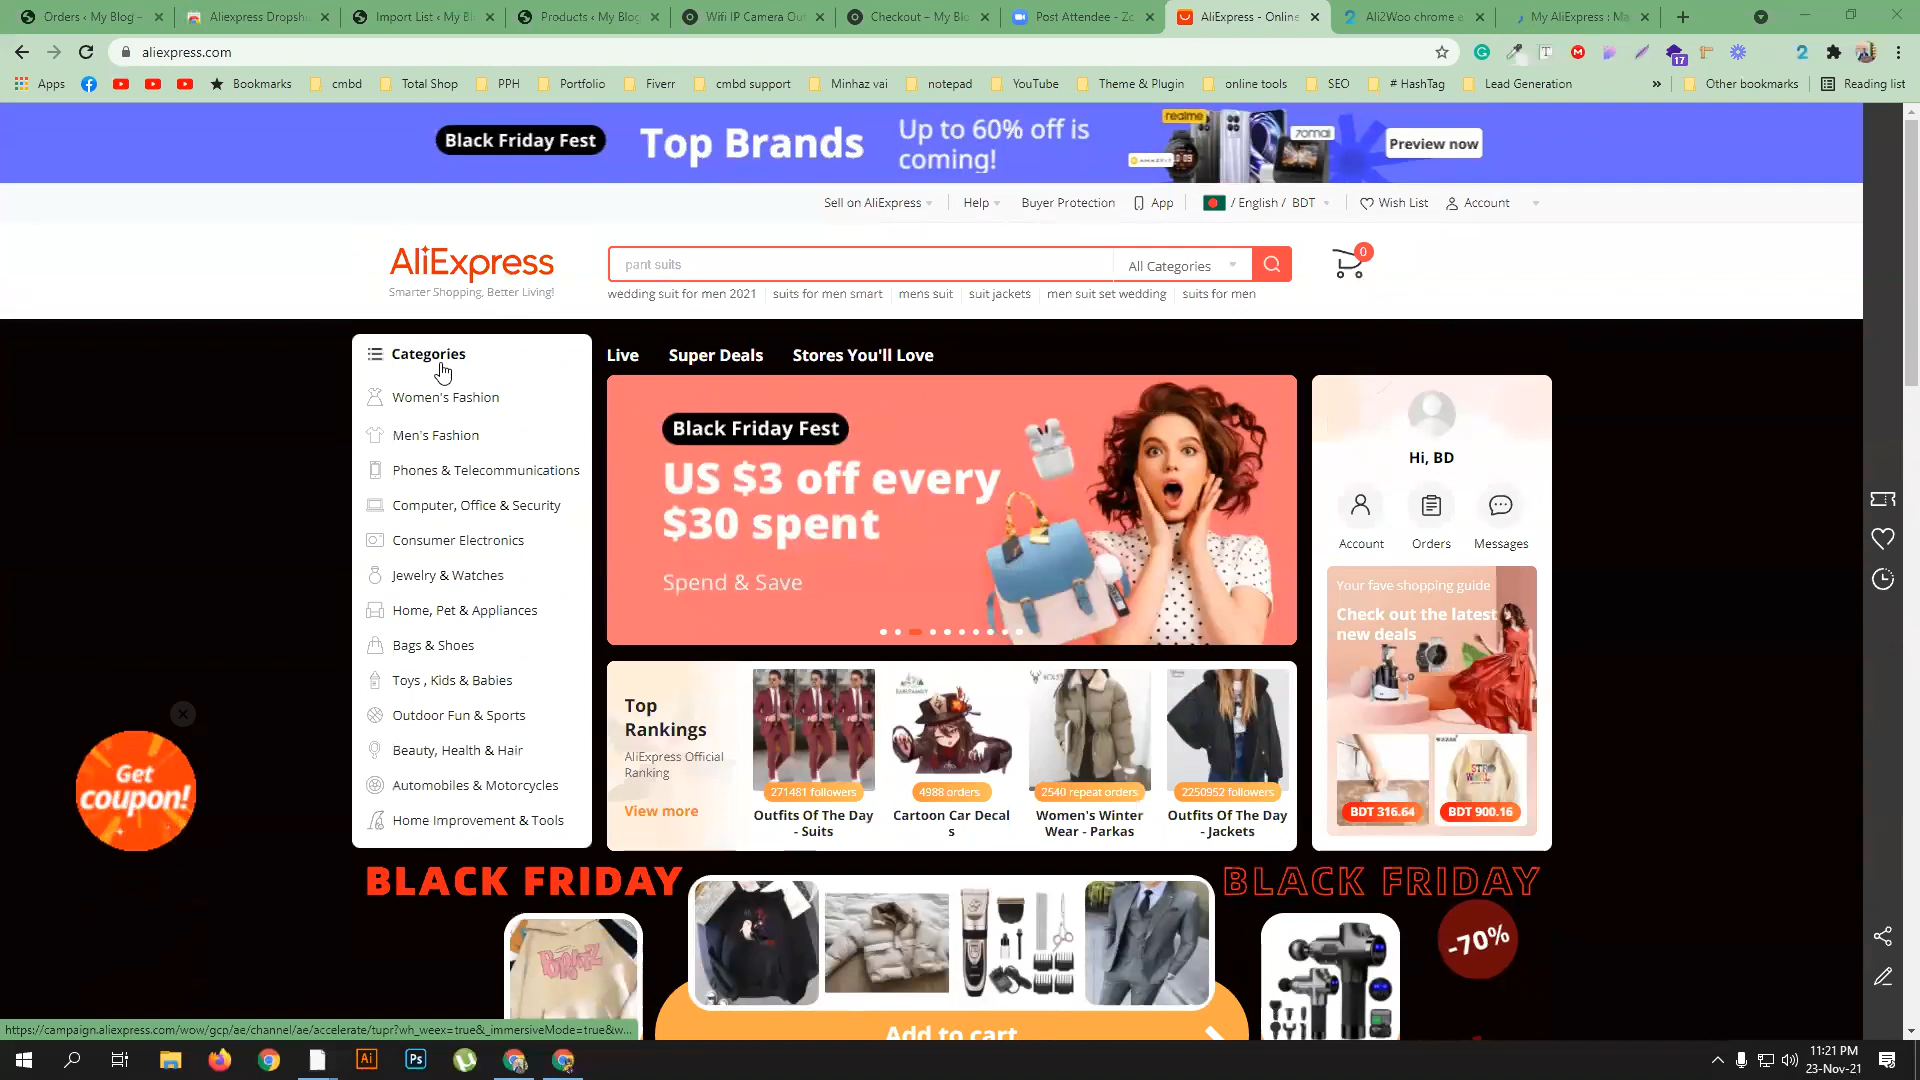 Orders ‹ My Blog –
Aliexpress Dropshi
Import List ‹ My Bl
Products ‹ My Blog
Wifi IP Camera Out
Checkout – My Blo
Post Attendee - Zo
AliExpress - Online
Ali2Woo chrome e
My AliExpress : Ma
aliexpress.com
17
Apps
Bookmarks
cmbd
Total Shop
PPH
Portfolio
Fiverr
cmbd support
Minhaz vai
notepad
YouTube
Theme & Plugin
online tools
SEO
# HashTag
Lead Generation
Other bookmarks
Reading list
Black Friday Fest
Top Brands
Up to 60% off is
coming!
realme
70mai
Preview now
Sell on AliExpress
Help
Buyer Protection
App
/ English / BDT
Wish List
Account
AliExpress
Smarter Shopping, Better Living!
pant suits
All Categories
0
wedding suit for men 2021
suits for men smart
mens suit
suit jackets
men suit set wedding
suits for men
Categories
Women's Fashion
Men's Fashion
Phones & Telecommunications
Computer, Office & Security
Consumer Electronics
Jewelry & Watches
Home, Pet & Appliances
Bags & Shoes
Toys , Kids & Babies
Outdoor Fun & Sports
Beauty, Health & Hair
Automobiles & Motorcycles
Home Improvement & Tools
Live
Super Deals
Stores You'll Love
Black Friday Fest
US $3 off every
$30 spent
Spend & Save
Hi, BD
Account
Orders
Messages
Your fave shopping guide
Check out the latest
new deals
BDT 316.64
BDT 900.16
Top
Rankings
AliExpress Official
Ranking
View more
271481 followers
Outfits Of The Day
- Suits
4988 orders
Cartoon Car Decal
s
2540 repeat orders
Women's Winter
Wear - Parkas
2250952 followers
Outfits Of The Day
- Jackets
Get
coupon!
BLACK FRIDAY
BLACK FRIDAY
-70%
Add to cart
https://campaign.aliexpress.com/wow/gcp/ae/channel/ae/accelerate/tupr?wh_weex=true&_immersiveMode=true&w...
Ai
Ps
11:21 PM
23-Nov-21